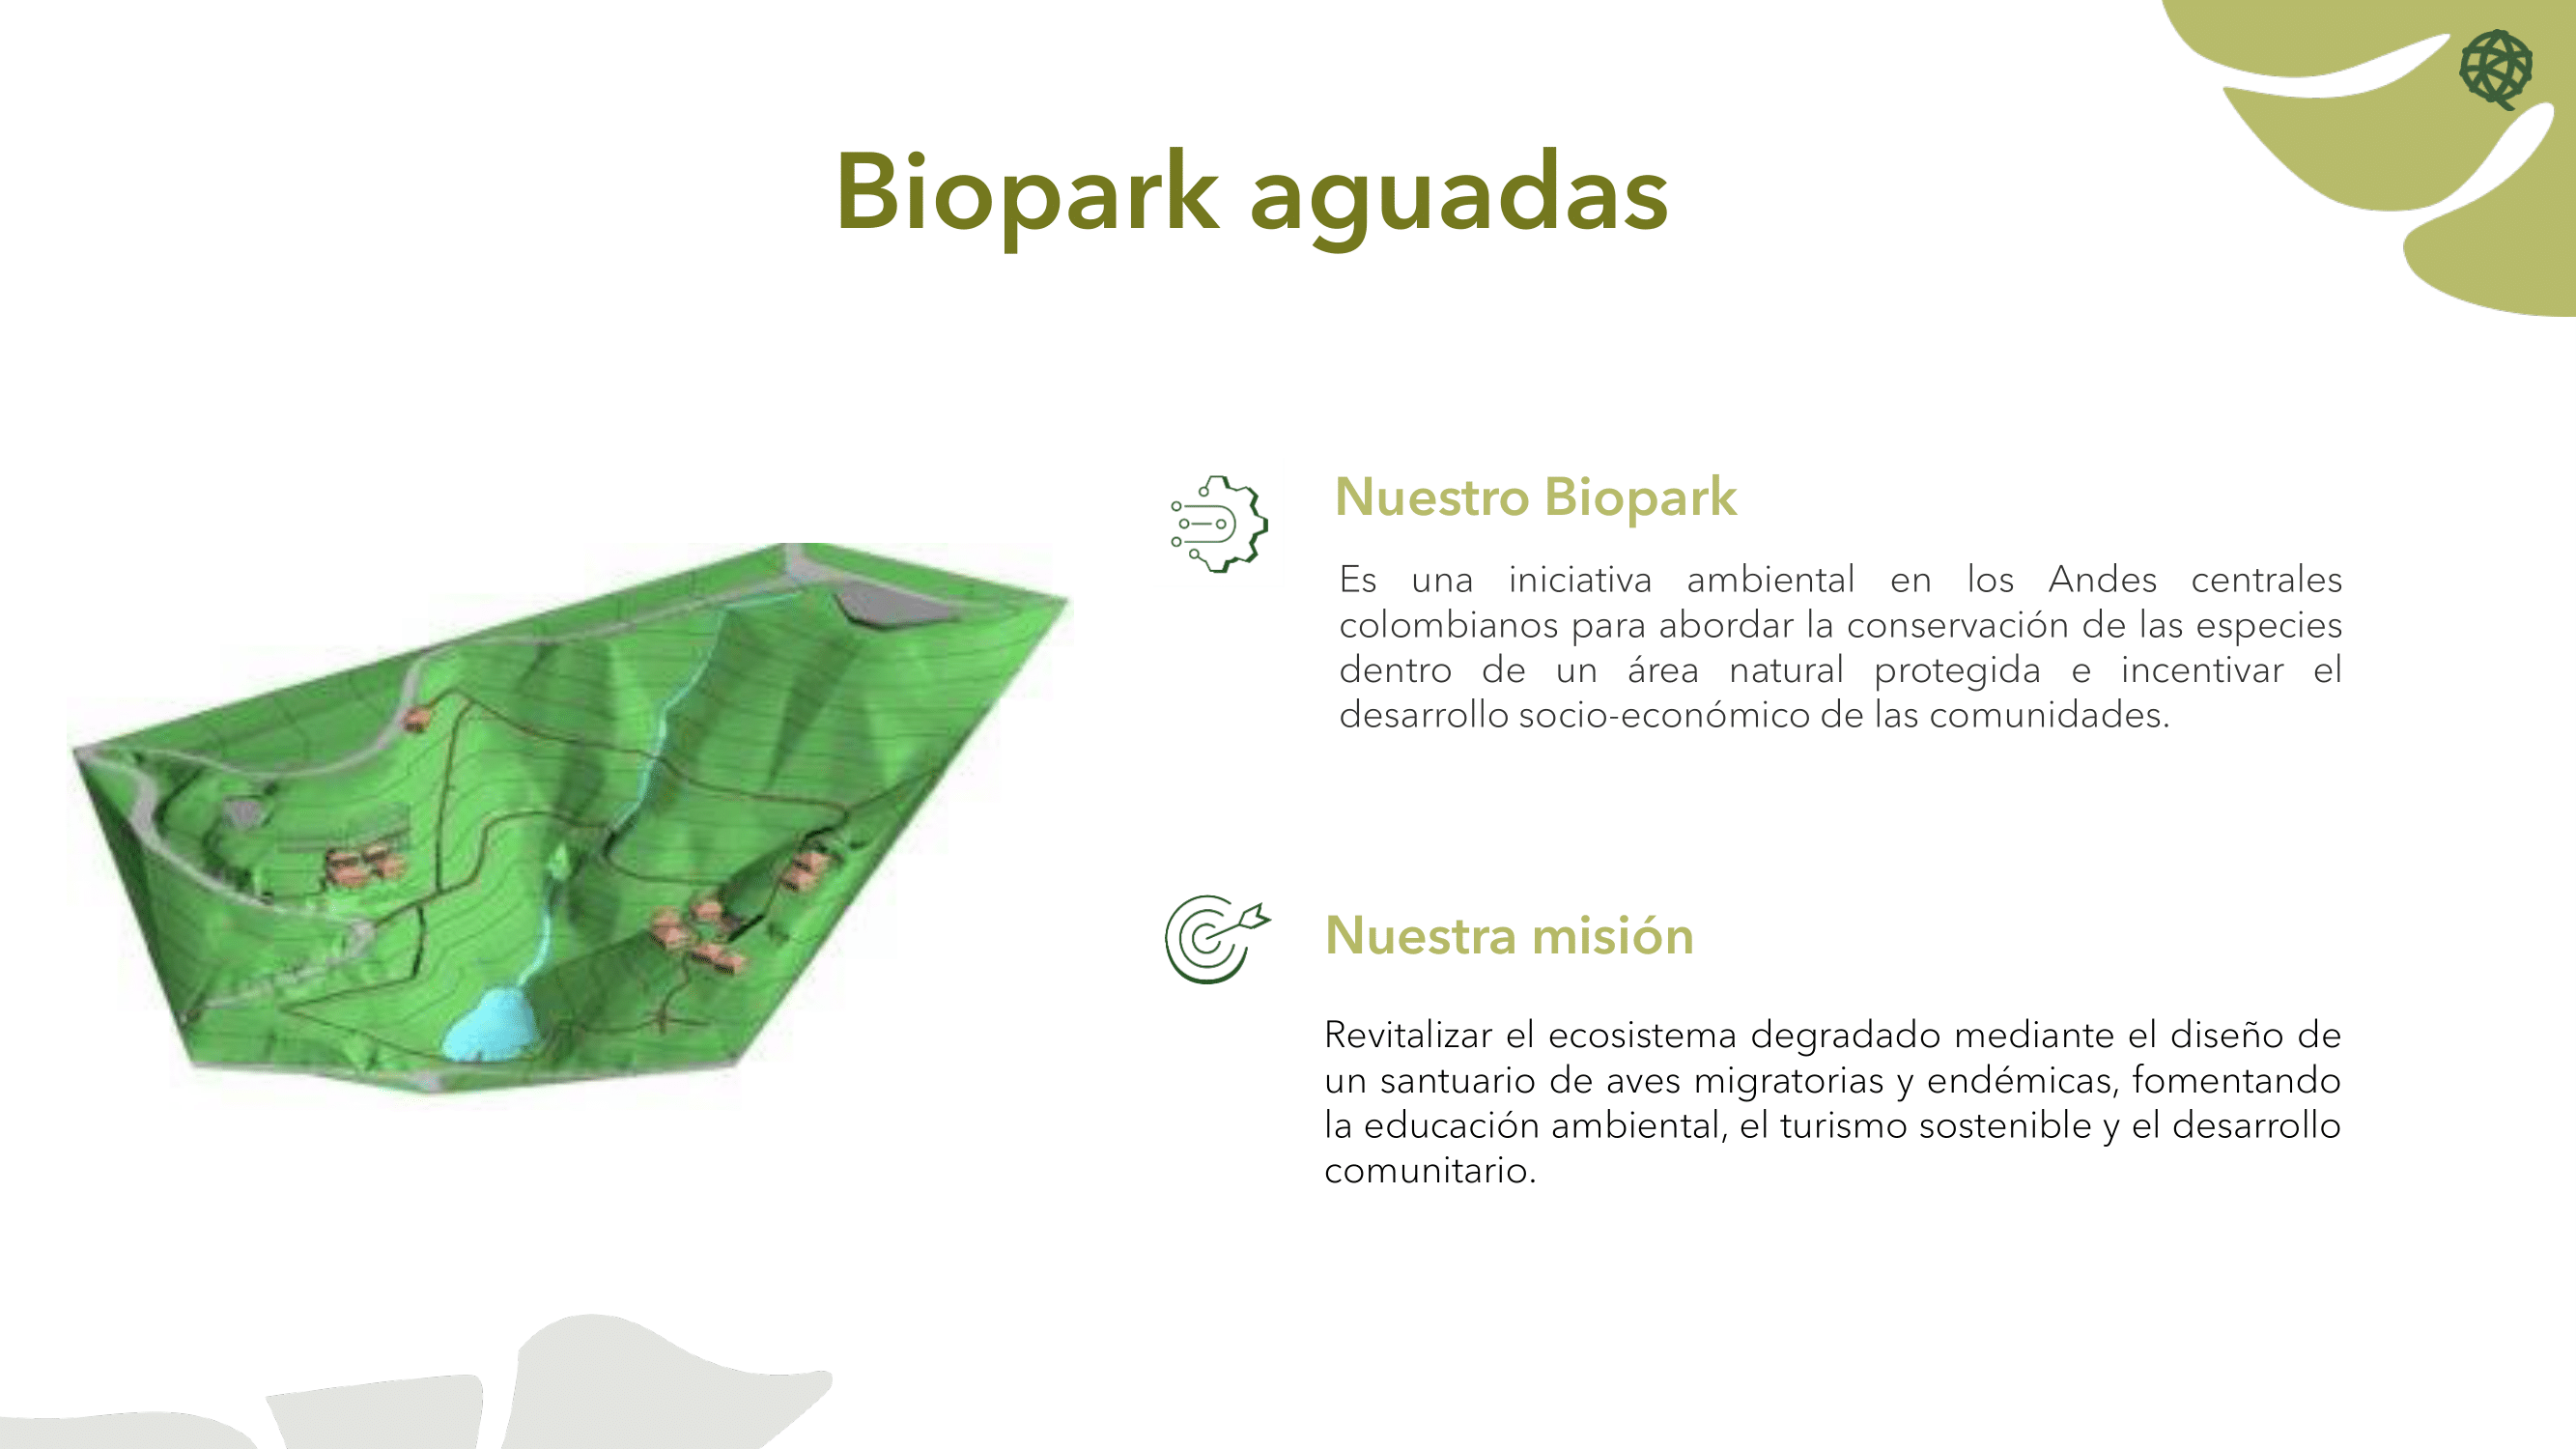 Biopark aguadas
Nuestro Biopark
Es una iniciativa ambiental en los Andes centrales
colombianos para abordar la conservación de las especies
dentro de un área natural protegida e incentivar el
desarrollo socio-económico de las comunidades.
Nuestra misión
Revitalizar el ecosistema degradado mediante el diseño de
un santuario de aves migratorias y endémicas, fomentando
la educación ambiental, el turismo sostenible y el desarrollo
comunitario.